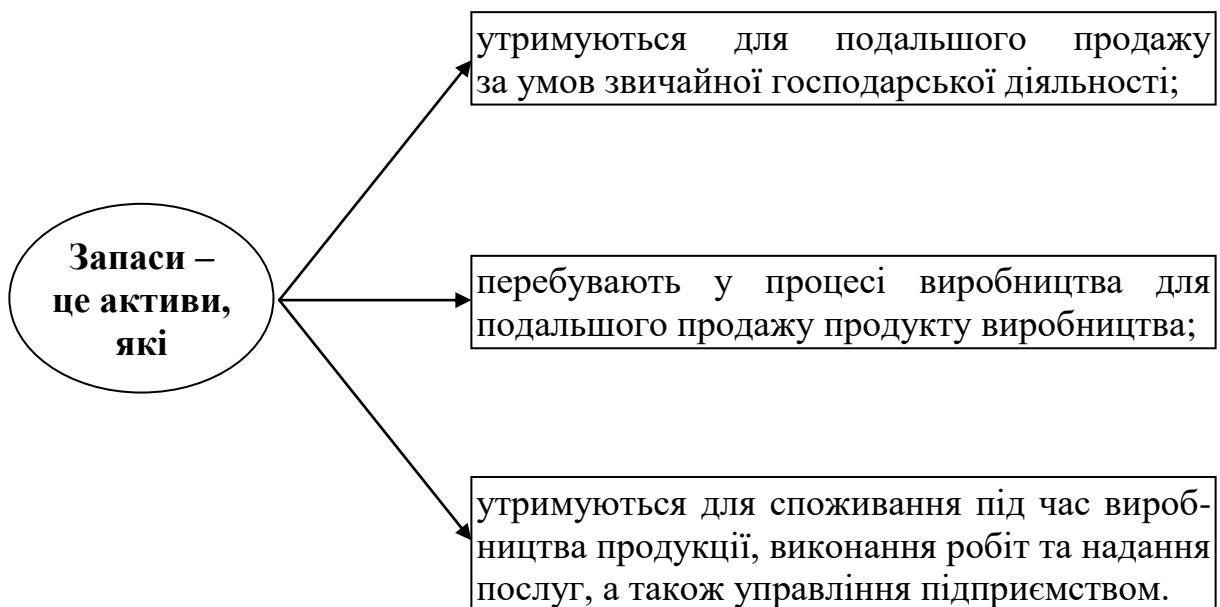 утримуються для подальшого продажу
за умов звичайної господарської діяльності;
Запаси –
це активи,
які
перебувають у процесі виробництва для
подальшого продажу продукту виробництва;
утримуються для споживання під час вироб-
ництва продукції, виконання робіт та надання
послуг, а також управління підприємством.